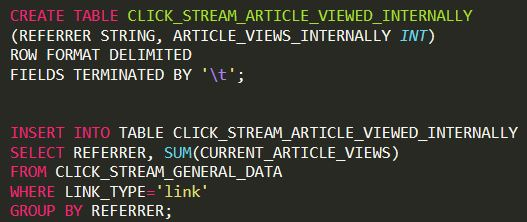 CREATE TABLE CLICK_STREAM_ARTICLE_VIEWED_INTERNALLY
(REFERRER STRING, ARTICLE_VIEWS_INTERNALLY INT)
ROW FORMAT DELIMITED
FIELDS TERMINATED BY '\t';
INSERT INTO TABLE CLICK_STREAM_ARTICLE_VIEWED_INTERNALLY
SELECT REFERRER, SUM(CURRENT_ARTICLE_VIEWS)
FROM CLICK_STREAM_GENERAL_DATA
WHERE LINK_TYPE='link'
GROUP BY REFERRER;